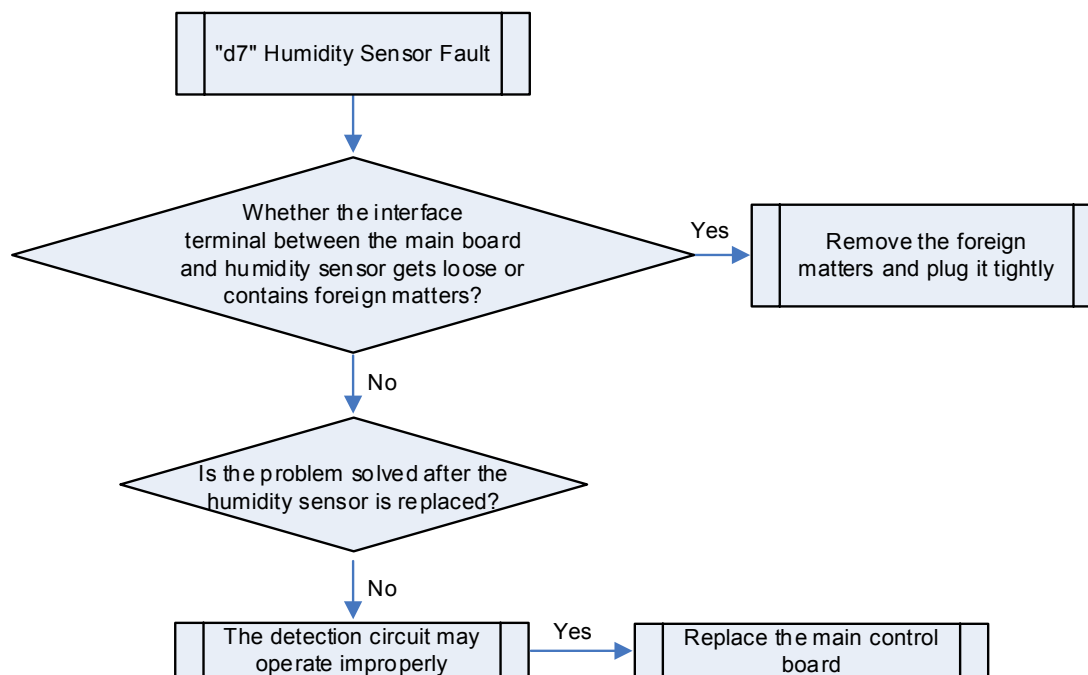 "d7" Humidity Sensor Fault
Whether the interface
terminal between the main board
and humidity sensor gets loose or
contains foreign matters?
Yes
Remove the foreign
matters and plug it tightly
No
Is the problem solved after the
humidity sensor is replaced?
No
The detection circuit may
operate improperly
Yes
Replace the main control
board